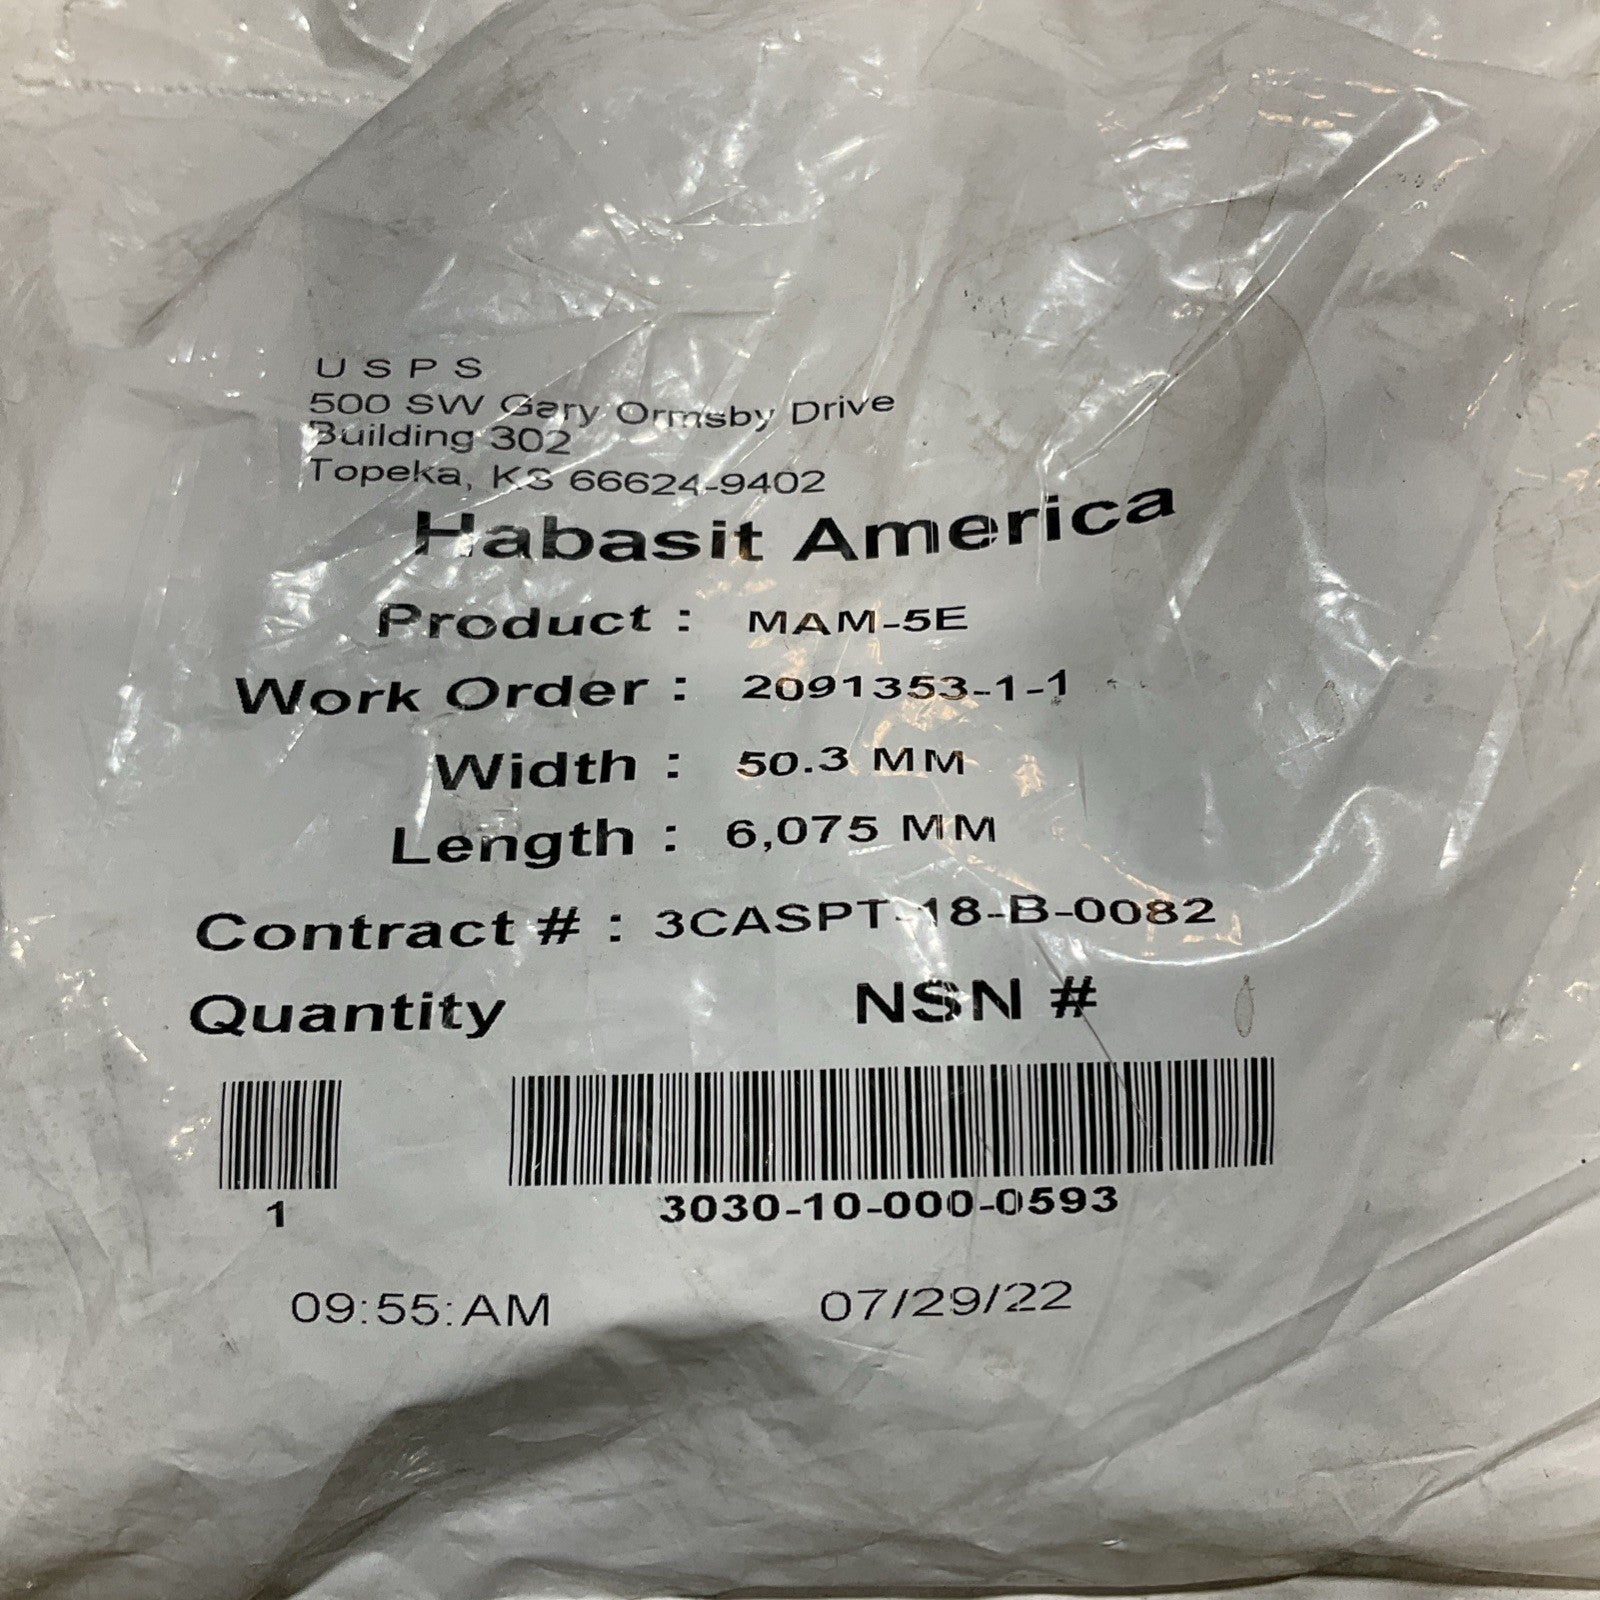 U S P S
500 SW Gary Ormsby Drive
Building 302
Topeka, KS 66624-9402
Habasit America
Product : MAM-5E
Work Order : 2091353-1-1
Width : 50.3 MM
Length : 6,075 MM
Contract # : 3CASPT-18-B-0082
Quantity NSN #
1 3030-10-000-0593
09:55:AM 07/29/22